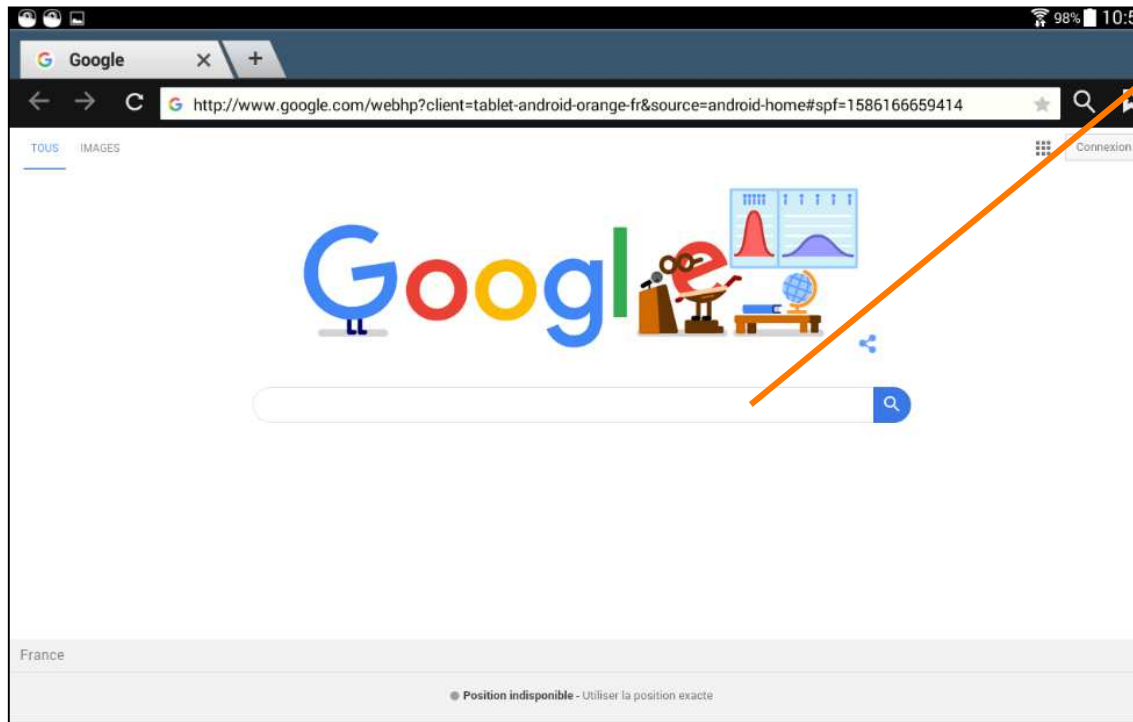 98% 10:5
Google
http://www.google.com/webhp?client=tablet-android-orange-fr&source=android-home#spf=1586166659414
TOUS IMAGES
Connexion
Google
France
Position indisponible - Utiliser la position exacte